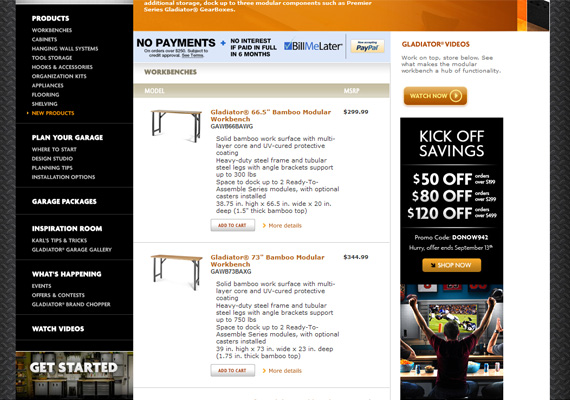 additional storage, dock up to three modular components such as Premier
Series Gladiator® GearBoxes.
PRODUCTS
WORKBENCHES
CABINETS
HANGING WALL SYSTEMS
TOOL STORAGE
HOOKS & ACCESSORIES
ORGANIZATION KITS
APPLIANCES
FLOORING
SHELVING
NEW PRODUCTS
PLAN YOUR GARAGE
WHERE TO START
DESIGN STUDIO
PLANNING TIPS
INSTALLATION OPTIONS
GARAGE PACKAGES
INSPIRATION ROOM
KARL'S TIPS & TRICKS
GLADIATOR® GARAGE GALLERY
WHAT'S HAPPENING
EVENTS
OFFERS & CONTESTS
GLADIATOR® BRAND CHOPPER
WATCH VIDEOS
GET STARTED
NO PAYMENTS +
On orders over $250. Subject to
credit approval. See Terms.
NO INTEREST
IF PAID IN FULL
IN 6 MONTHS
BillMeLater®
Now accepting
PayPal
WORKBENCHES
MODEL MSRP
Gladiator® 66.5" Bamboo Modular
Workbench
$299.99
GAWB66BAWG
Solid bamboo work surface with multi-
layer core and UV-cured protective
coating
Heavy-duty steel frame and tubular
steel legs with angle brackets support
up to 300 lbs
Space to dock up to 2 Ready-To-
Assemble Series modules, with optional
casters installed
38.75 in. high x 66.5 in. wide x 20 in.
deep (1.5" thick bamboo top)
ADD TO CART
> More details
Gladiator® 73" Bamboo Modular
Workbench
$344.99
GAWB73BAXG
Solid bamboo work surface with multi-
layer core and UV-cured protective
coating
Heavy-duty steel frame and tubular
steel legs with angle brackets support
up to 750 lbs
Space to dock up to 2 Ready-To-
Assemble Series modules, with optional
casters installed
39 in. high x 73 in. wide x 23 in. deep
(1.75 in. thick bamboo top)
ADD TO CART
> More details
GLADIATOR® VIDEOS
Work on top, store below. See
what makes the modular
workbench a hub of functionality.
WATCH NOW
KICK OFF
SAVINGS
$50 OFF orders over $199
$80 OFF orders over $299
$120 OFF orders over $499
Promo Code: DONOW942
Hurry, offer ends September 13th
SHOP NOW